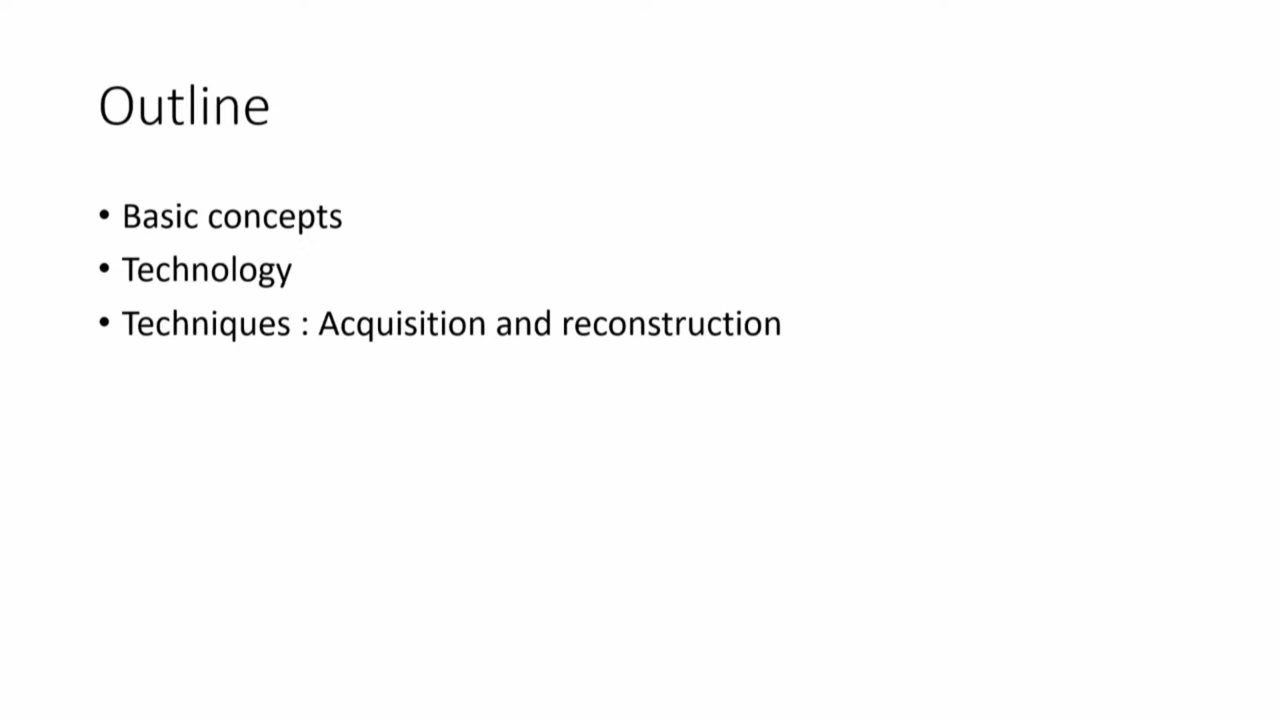 Outline
• Basic concepts
• Technology
• Techniques : Acquisition and reconstruction